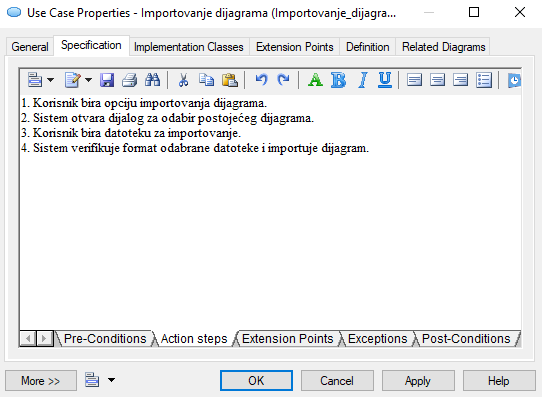 Use Case Properties - Importovanje dijagrama (Importovanje_dijagra...
General Specification Implementation Classes Extension Points Definition Related Diagrams
A B I U
1. Korisnik bira opciju importovanja dijagrama.
2. Sistem otvara dijalog za odabir postojećeg dijagrama.
3. Korisnik bira datoteku za importovanje.
4. Sistem verifikuje format odabrane datoteke i importuje dijagram.
Pre-Conditions Action steps Extension Points Exceptions Post-Conditions
More >> OK Cancel Apply Help